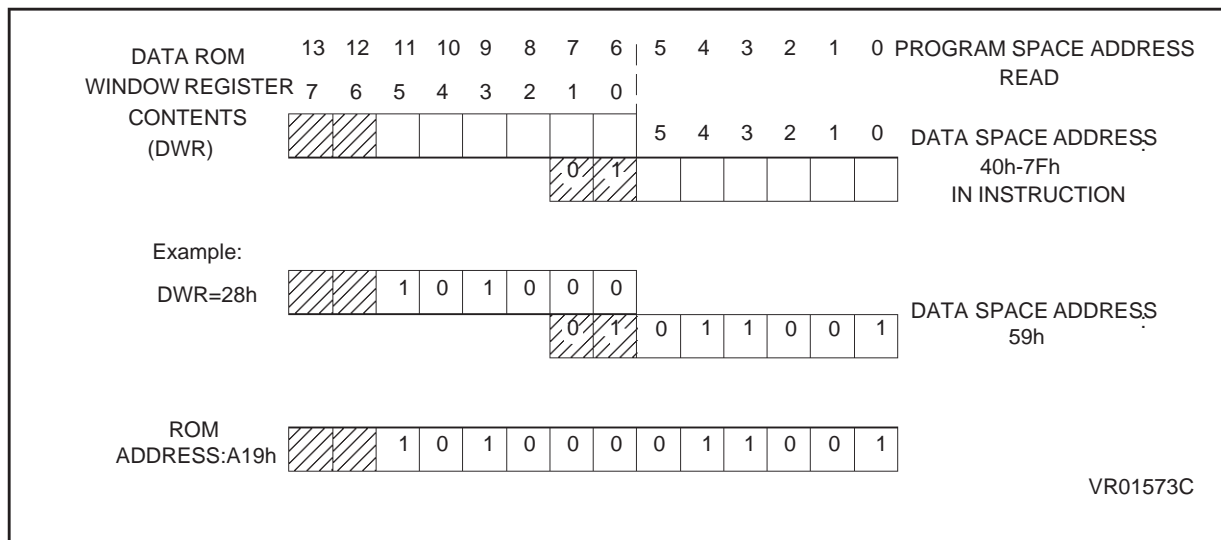 13 12 11 10 9 8 7 6 5 4 3 2 1 0 PROGRAM SPACE ADDRESS
READ
DATA ROM
WINDOW REGISTER 7 6 5 4 3 2 1 0
CONTENTS
(DWR)
5 4 3 2 1 0 DATA SPACE ADDRESS :
0 1 40h-7Fh
IN INSTRUCTION
Example:
DWR=28h 1 0 1 0 0 0
0 1 0 1 1 0 0 1 DATA SPACE ADDRESS :
59h
ROM
ADDRESS:A19h 1 0 1 0 0 0 0 1 1 0 0 1
VR01573C